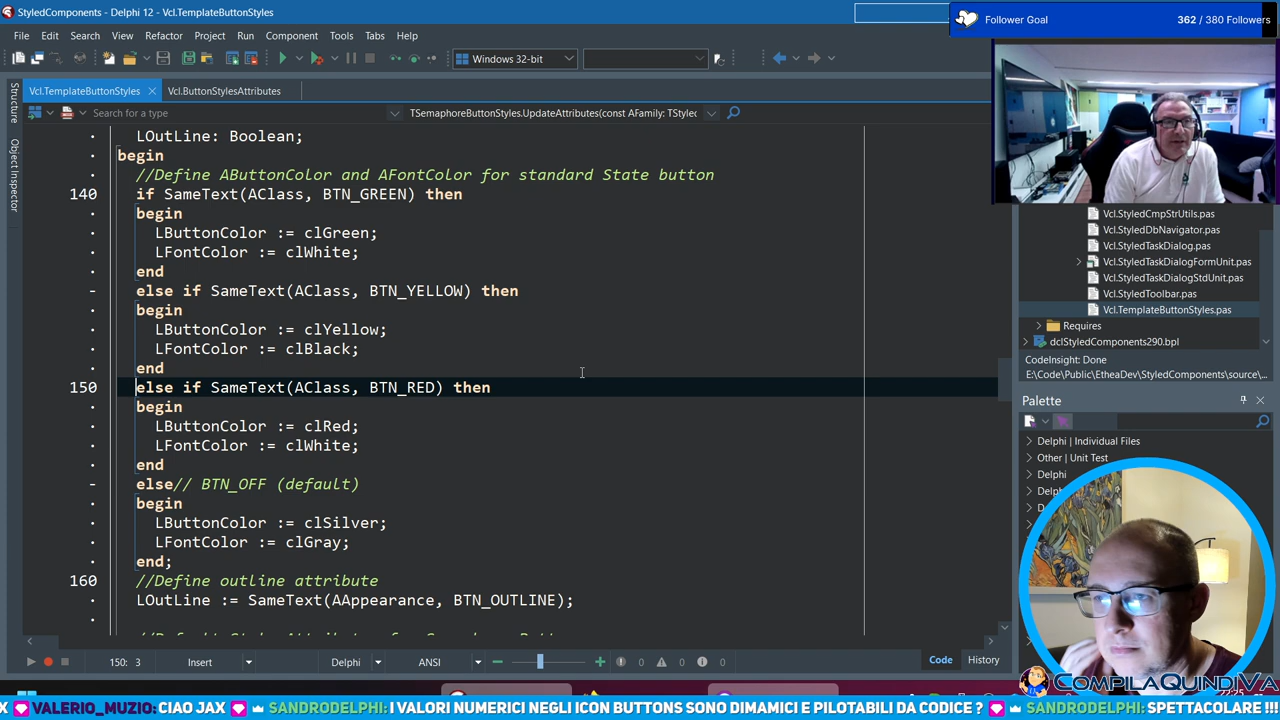 StyledComponents - Delphi 12 - Vcl.TemplateButtonStyles
Follower Goal
362 / 380 Followers
File Edit Search View Refactor Project Run Component Tools Tabs Help
Windows 32-bit
Vcl.TemplateButtonStyles
Vcl.ButtonStylesAttributes
Structure
Object Inspector
Search for a type
TSemaphoreButtonStyles.UpdateAttributes(const AFamily: TStylec
LOutLine: Boolean;
begin
//Define AButtonColor and AFontColor for standard State button
140 if SameText(AClass, BTN_GREEN) then
begin
LButtonColor := clGreen;
LFontColor := clWhite;
end
else if SameText(AClass, BTN_YELLOW) then
begin
LButtonColor := clYellow;
LFontColor := clBlack;
end
150 else if SameText(AClass, BTN_RED) then
begin
LButtonColor := clRed;
LFontColor := clWhite;
end
else// BTN_OFF (default)
begin
LButtonColor := clSilver;
LFontColor := clGray;
end;
160 //Define outline attribute
LOutLine := SameText(AAppearance, BTN_OUTLINE);
Vcl.StyledCmpStrUtils.pas
Vcl.StyledDbNavigator.pas
Vcl.StyledTaskDialog.pas
Vcl.StyledTaskDialogFormUnit.pas
Vcl.StyledTaskDialogStdUnit.pas
Vcl.StyledToolbar.pas
Vcl.TemplateButtonStyles.pas
Requires
dclStyledComponents290.bpl
CodeInsight: Done
E:\Code\Public\EtheaDev\StyledComponents\source\...
Palette
Delphi | Individual Files
Other | Unit Test
Delphi
Delp
150: 3
Insert
Delphi
ANSI
0
0
0
Code
History
COMPILAQUINDIVA
X VALERIO_MUZIO: CIAO JAX SANDRODELPHI: I VALORI NUMERICI NEGLI ICON BUTTONS SONO DIMAMICI E PILOTABILI DA CODICE ? SANDRODELPHI: SPETTACOLARE !!!